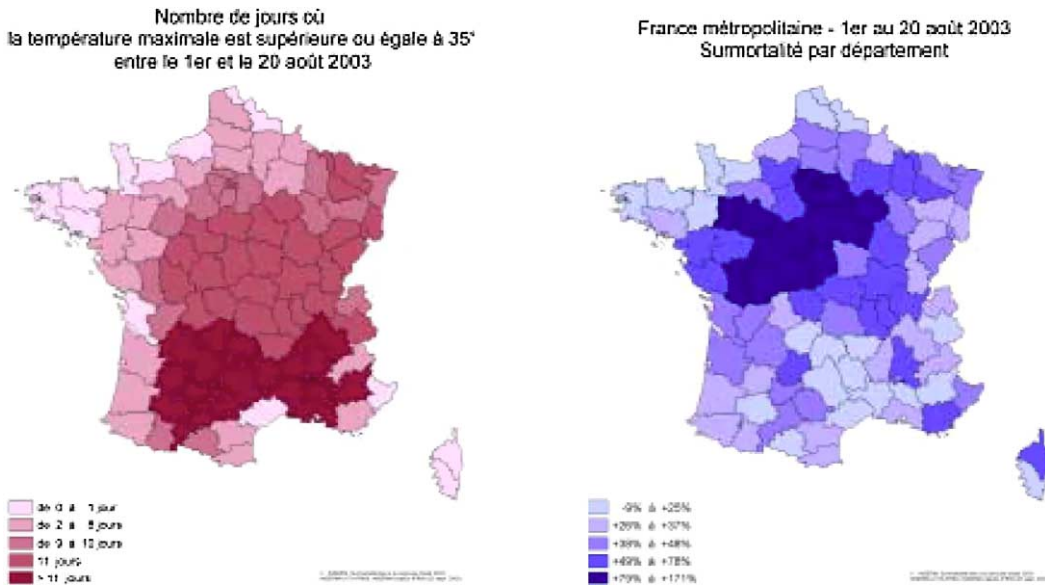 Nombre de jours où
la température maximale est supérieure ou égale à 35°
entre le 1er et le 20 août 2003
France métropolitaine - 1er au 20 août 2003
Surmortalité par département
de 0 à 1 jour
de 2 à 8 jours
de 9 à 10 jours
11 jours
> 11 jours
-9% à +25%
+26% à +37%
+38% à +48%
+49% à +78%
+79% à +171%